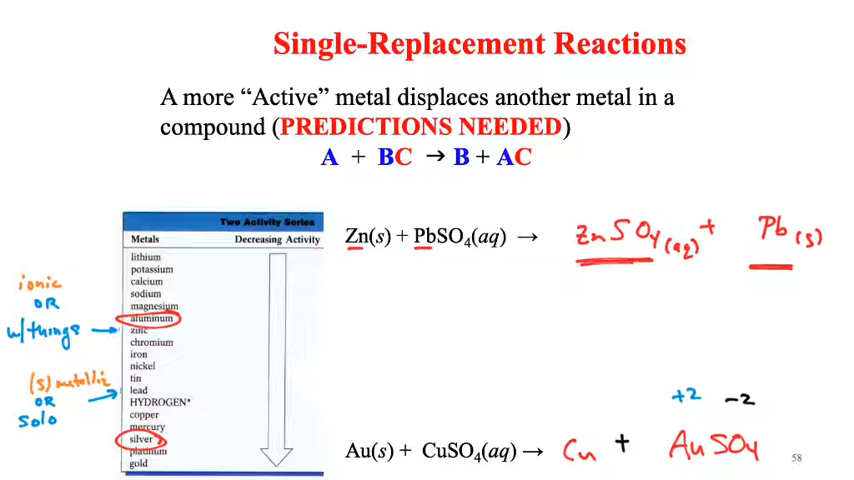 Single-Replacement Reactions
A more “Active” metal displaces another metal in a
compound (PREDICTIONS NEEDED)
A + BC → B + AC
Two Activity Series
Metals Decreasing Activity
lithium
potassium
calcium
sodium
magnesium
aluminum
zinc
chromium
iron
nickel
tin
lead
HYDROGEN*
copper
mercury
silver
platinum
gold
ionic
OR
w/things
(s) metallic
OR
solo
Zn(s) + PbSO₄(aq) → ZnSO₄(aq) + Pb(s)
+2 -2
Au(s) + CuSO₄(aq) → Cu + AuSO₄
58